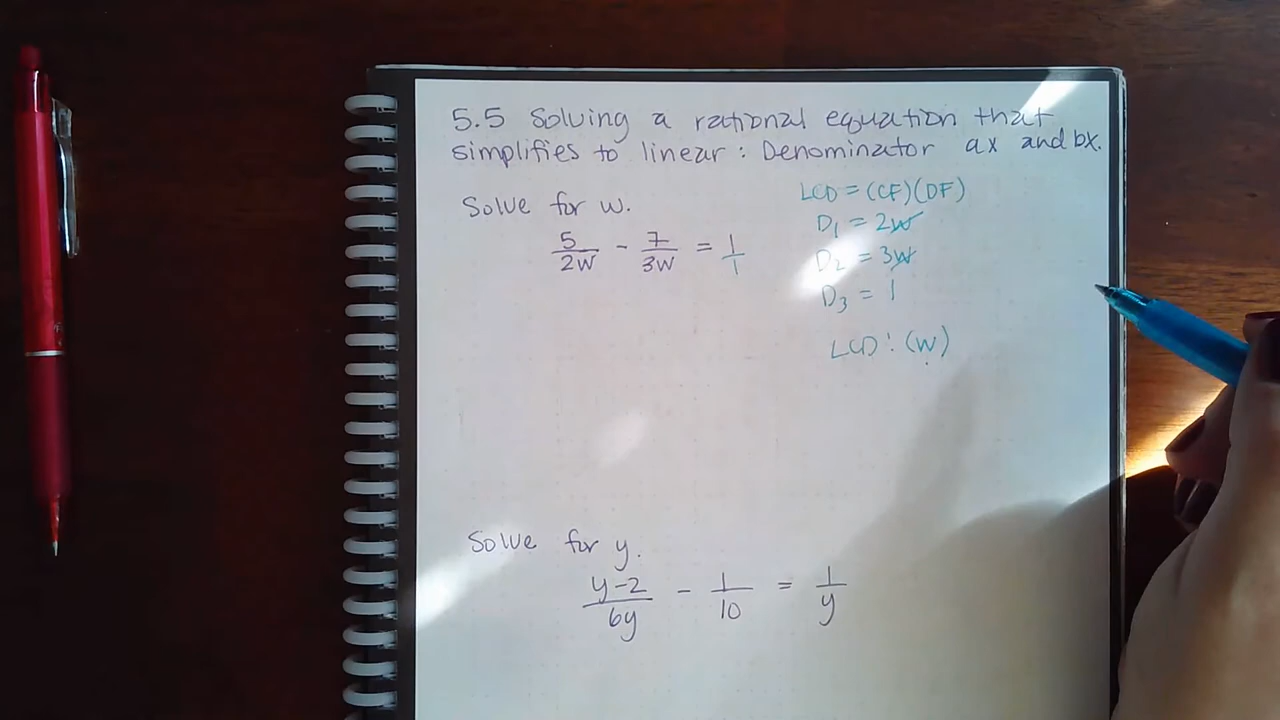 5.5 Solving a rational equation that
simplifies to linear: Denominator ax and bx.
Solve for w.
5/2w - 7/3w = 1/1
LCD = (CF)(DF)
D₁ = 2w
D₂ = 3w
D₃ = 1
LCD: (w)
Solve for y.
y-2/6y - 1/10 = 1/y